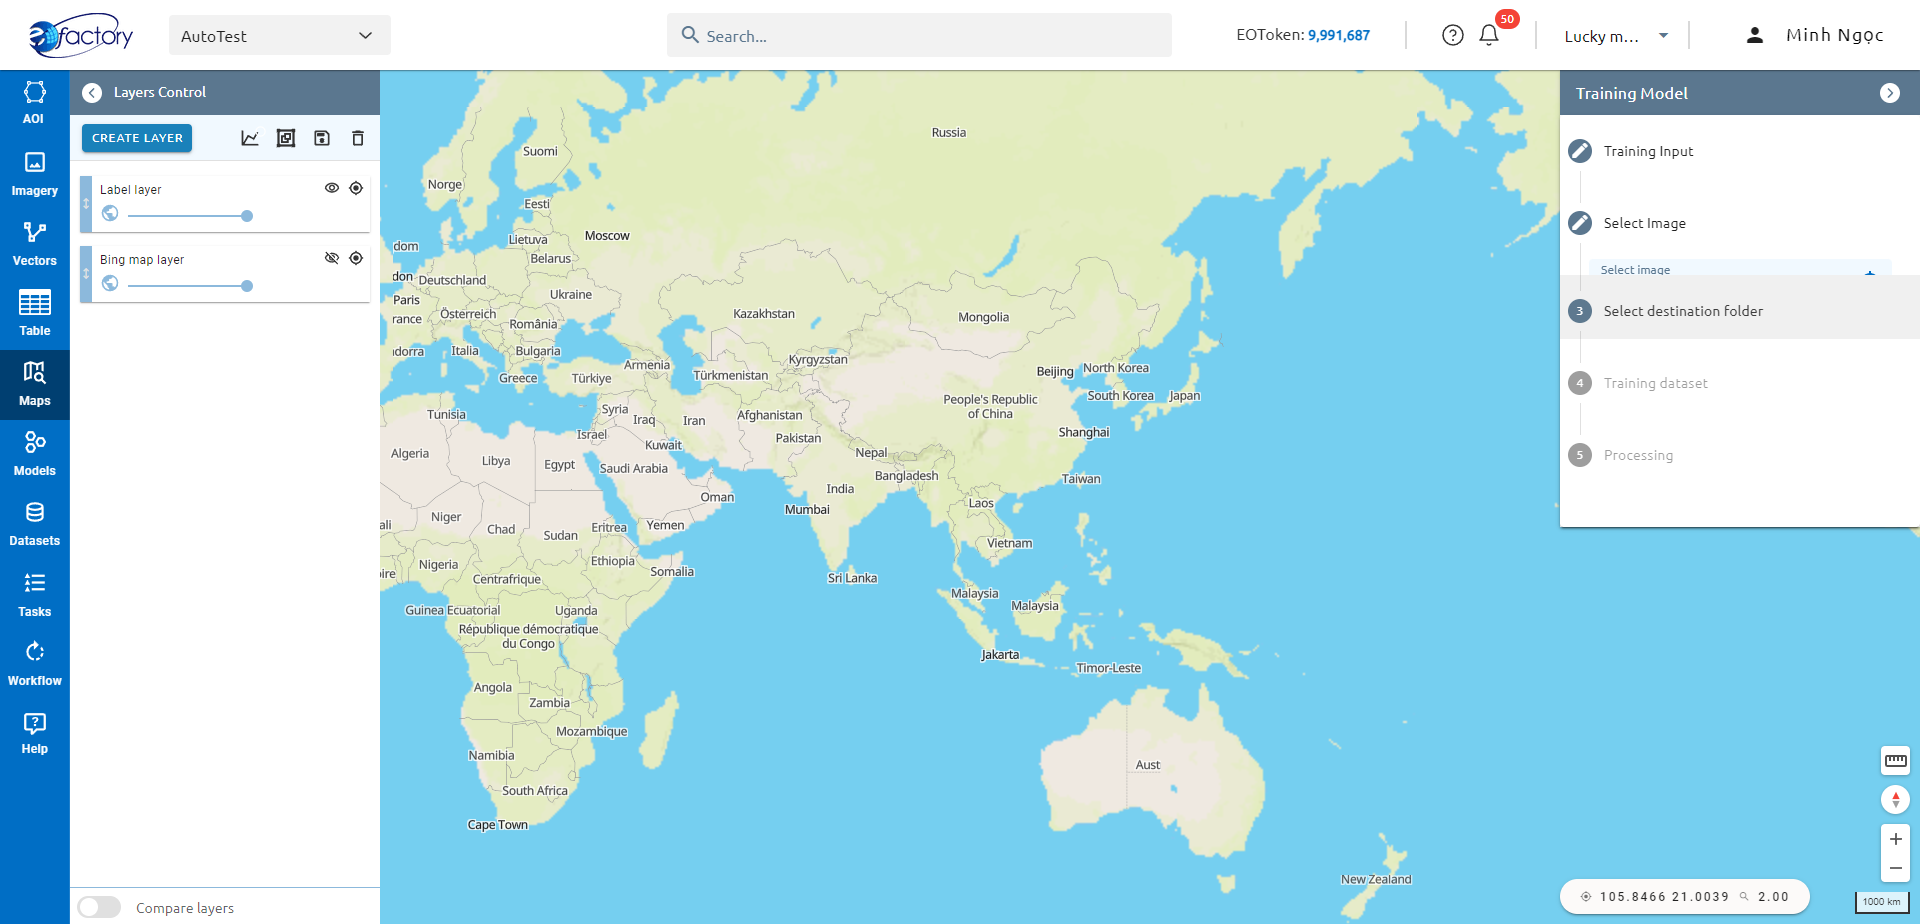 eofactory
AutoTest
Search...
EOToken: 9,991,687
50
Lucky m...
Minh Ngọc
AOI
Imagery
Vectors
Table
Maps
Models
Datasets
Tasks
Workflow
Help
Layers Control
CREATE LAYER
Label layer
Bing map layer
Compare layers
Russia
Suomi
Norge
Eesti
Moscow
Lietuva
dom
Belarus
don
Deutschland
Ukraine
Paris
Österreich
rance
România
Kazakhstan
Mongolia
ndorra
Italia
Bulgaria
Kyrgyzstan
Armenia
Greece
Türkiye
Türkmenistan
Beijing
North Korea
South Korea
Japan
Tunisia
Syria
Iraq
Iran
Afghanistan
People's Republic
of China
Israel
Kuwait
Pakistan
Shanghai
Algeria
Libya
Egypt
Saudi Arabia
Nepal
Bangladesh
Taiwan
India
Oman
Mumbai
Laos
ali
Niger
Chad
Sudan
Eritrea
Yemen
Vietnam
Nigeria
Ethiopia
ire
Centrafrique
Somalia
Sri Lanka
Malaysia
Malaysia
Guinea Ecuatorial
Uganda
République démocratique
du Congo
Jakarta
Timor-Leste
Angola
Zambia
Mozambique
Namibia
South Africa
Cape Town
Aust
New Zealand
Training Model
Training Input
Select Image
Select image
3
Select destination folder
4
Training dataset
5
Processing
105.8466 21.0039
2.00
1000 km